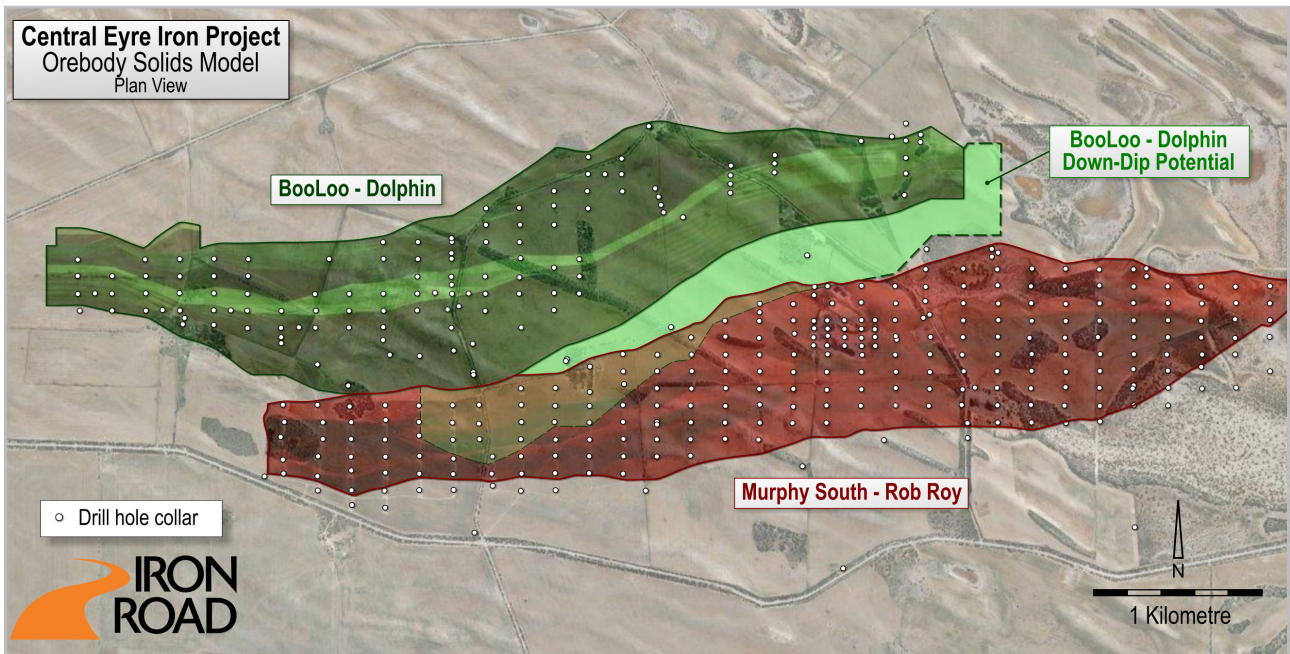 Central Eyre Iron Project
Orebody Solids Model
Plan View
BooLoo - Dolphin
Down-Dip Potential
BooLoo - Dolphin
Murphy South - Rob Roy
Drill hole collar
IRON
ROAD
N
1 Kilometre